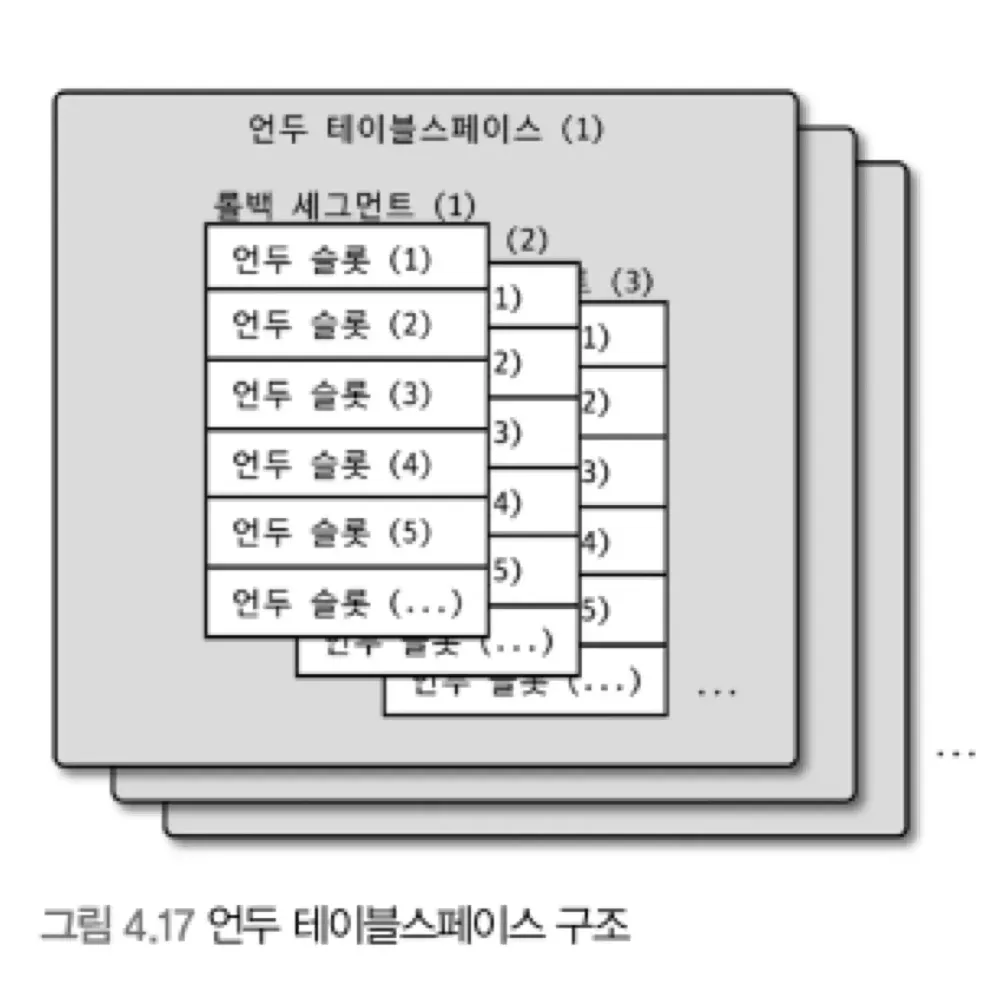 언두 테이블스페이스 (1)
롤백 세그먼트 (1)
(2)
트 (3)
언두 슬롯 (1)
언두 슬롯 (2)
언두 슬롯 (3)
언두 슬롯 (4)
언두 슬롯 (5)
언두 슬롯 (...)
1)
2)
3)
4)
5)
언두 슬롯 (...)
1)
2)
3)
4)
5)
언두 슬롯 (...)
...
...
그림 4.17 언두 테이블스페이스 구조